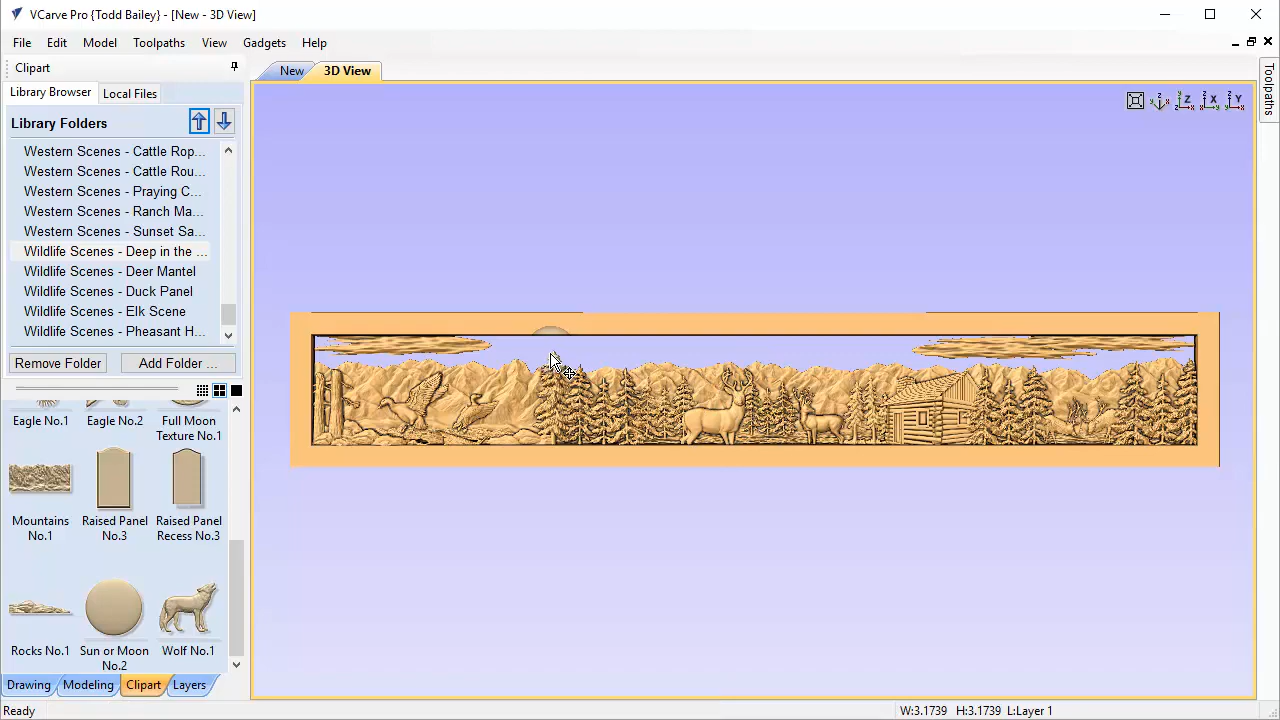 VCarve Pro {Todd Bailey} - [New - 3D View]
File Edit Model Toolpaths View Gadgets Help
Clipart
Library Browser Local Files
Library Folders
Western Scenes - Cattle Rop...
Western Scenes - Cattle Rou...
Western Scenes - Praying C...
Western Scenes - Ranch Ma...
Western Scenes - Sunset Sa...
Wildlife Scenes - Deep in the ...
Wildlife Scenes - Deer Mantel
Wildlife Scenes - Duck Panel
Wildlife Scenes - Elk Scene
Wildlife Scenes - Pheasant H...
Remove Folder Add Folder ...
Eagle No.1 Eagle No.2 Full Moon
Texture No.1
Mountains Raised Panel Raised Panel
No.1 No.3 Recess No.3
Rocks No.1 Sun or Moon Wolf No.1
No.2
Drawing Modeling Clipart Layers
Ready
New 3D View
Z X Y
Toolpaths
W:3.1739 H:3.1739 L:Layer 1